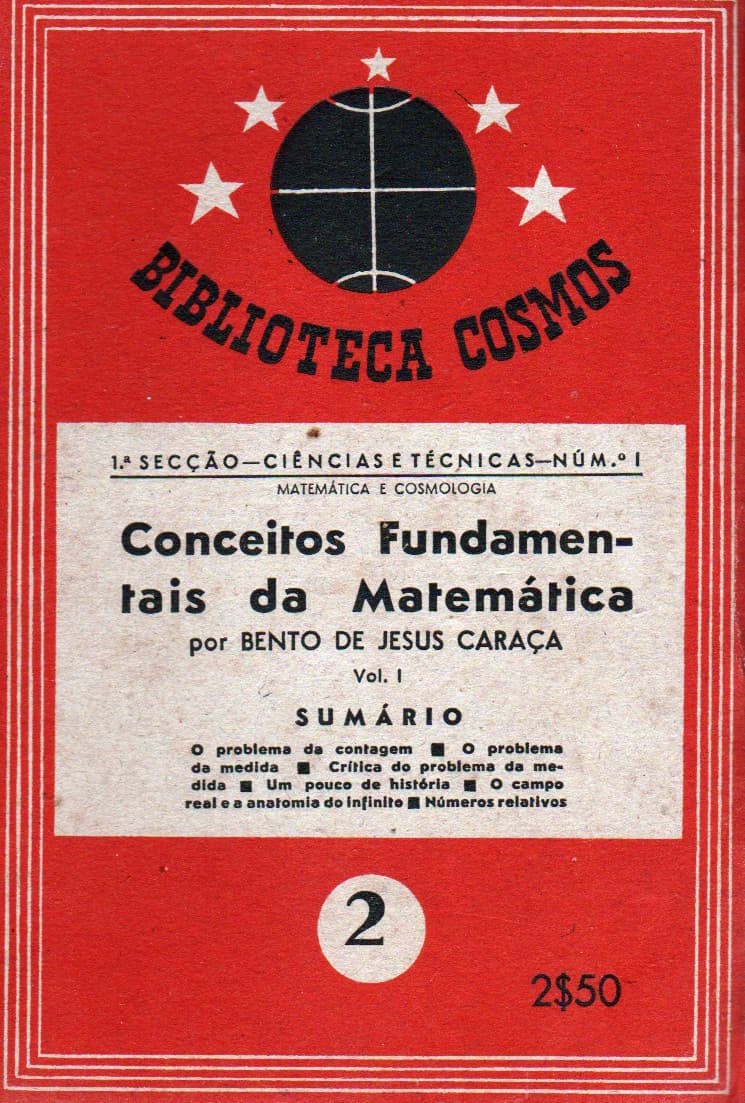 BIBLIOTECA COSMOS
1.ª SECÇÃO—CIÊNCIAS E TÉCNICAS—NÚM.º I
MATEMÁTICA E COSMOLOGIA
Conceitos Fundamen-
tais da Matemática
por BENTO DE JESUS CARAÇA
Vol. I
SUMÁRIO
O problema da contagem ■ O problema
da medida ■ Crítica do problema da me-
dida ■ Um pouco de história ■ O campo
real e a anatomia do infinito ■ Números relativos
2
2$50